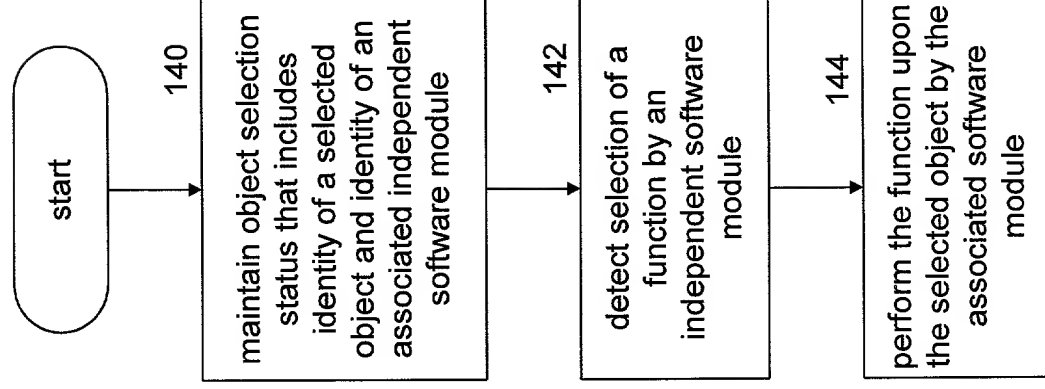 start
140
maintain object selection
status that includes
identity of a selected
object and identity of an
associated independent
software module
142
detect selection of a
function by an
independent software
module
144
perform the function upon
the selected object by the
associated software
module